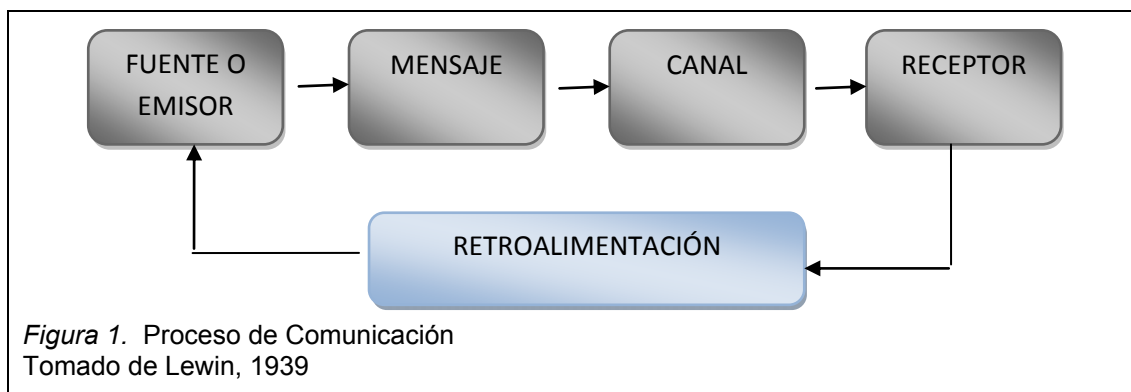 FUENTE O
EMISOR
MENSAJE
CANAL
RECEPTOR
RETROALIMENTACIÓN
Figura 1. Proceso de Comunicación
Tomado de Lewin, 1939